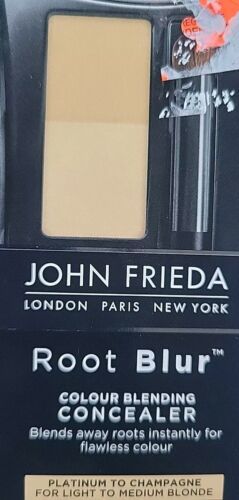 JOHN FRIEDA
LONDON PARIS NEW YORK
Root Blur™
COLOUR BLENDING
CONCEALER
Blends away roots instantly for
flawless colour
PLATINUM TO CHAMPAGNE
FOR LIGHT TO MEDIUM BLONDE